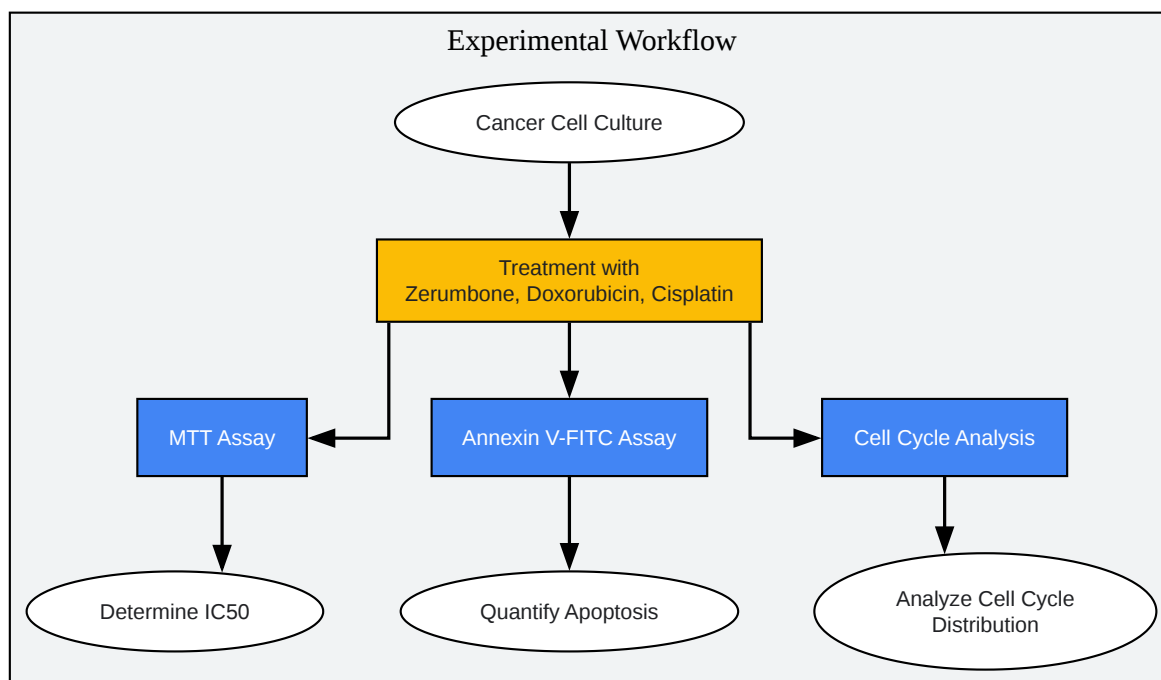 Experimental Workflow
Cancer Cell Culture
Treatment with
Zerumbone, Doxorubicin, Cisplatin
MTT Assay
Annexin V-FITC Assay
Cell Cycle Analysis
Determine IC50
Quantify Apoptosis
Analyze Cell Cycle
Distribution